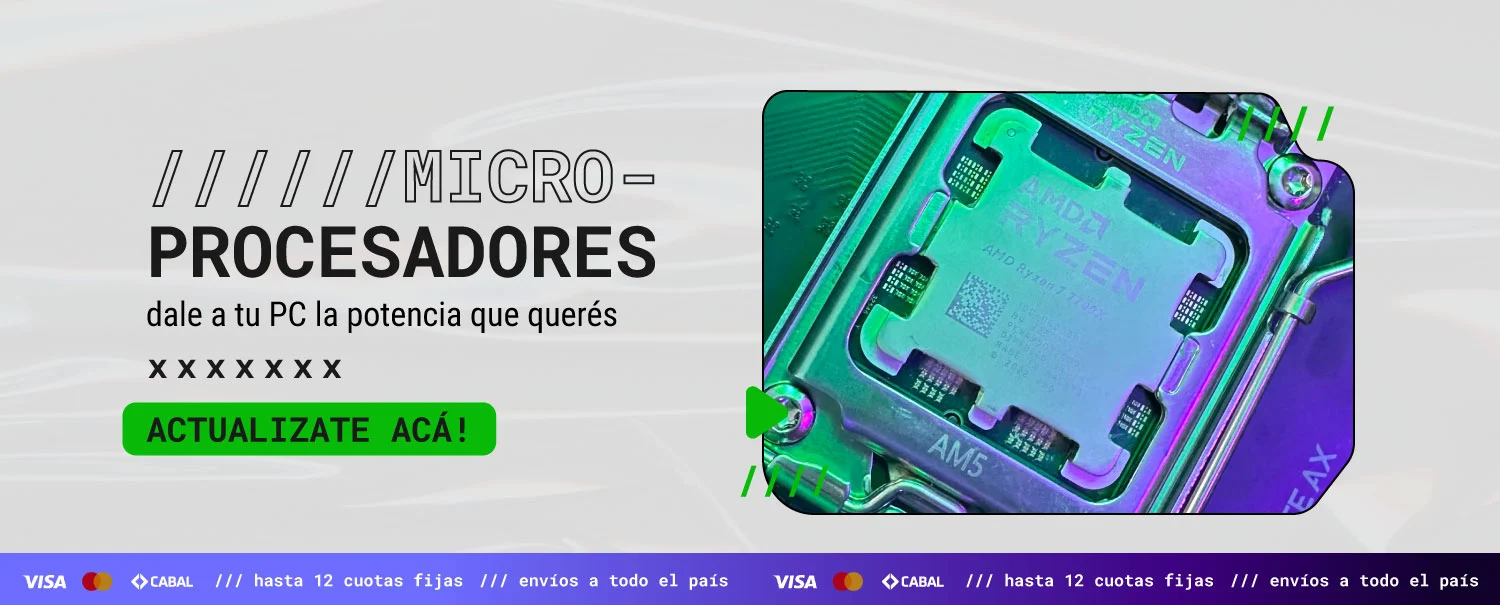 //////MICRO-
PROCESADORES
dale a tu PC la potencia que querés
x x x x x x x
ACTUALIZATE ACÁ!
RYZEN
AMD
RYZEN
AMD Ryzen 7 7700X
AM5
E AX
////
////
VISA CABAL /// hasta 12 cuotas fijas /// envíos a todo el país VISA CABAL /// hasta 12 cuotas fijas /// envíos a todo el país